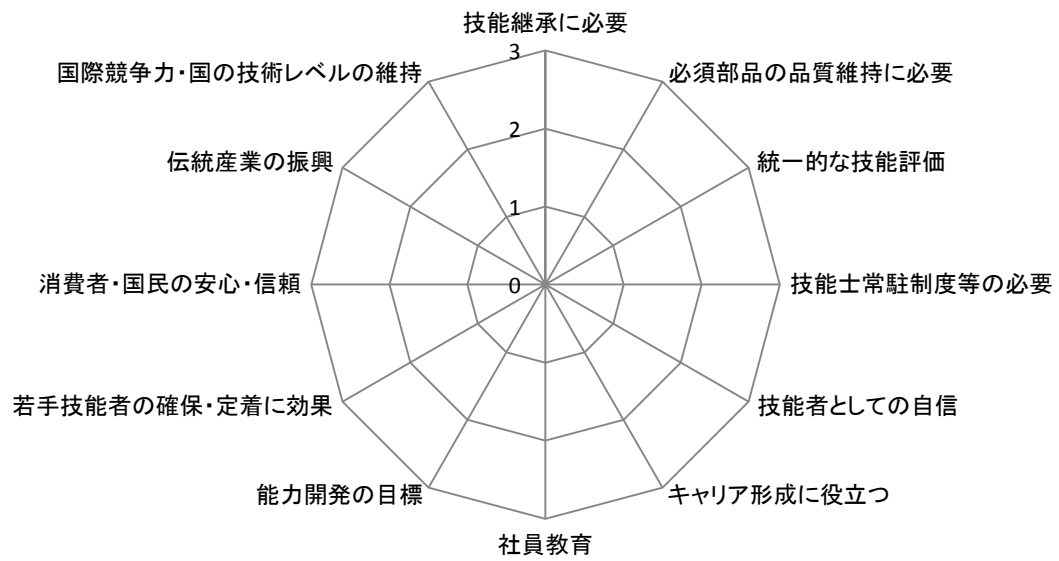 技能継承に必要
3
国際競争力・国の技術レベルの維持
必須部品の品質維持に必要
2
伝統産業の振興
統一的な技能評価
1
消費者・国民の安心・信頼
0
技能士常駐制度等の必要
若手技能者の確保・定着に効果
技能者としての自信
能力開発の目標
キャリア形成に役立つ
社員教育